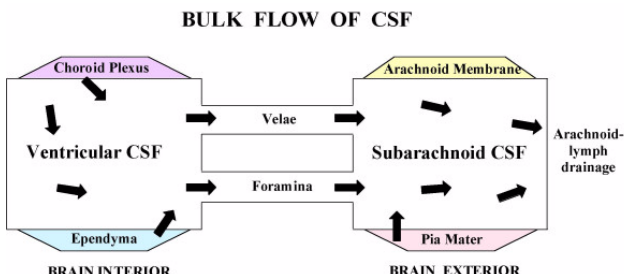 BULK FLOW OF CSF
Choroid Plexus
Arachnoid Membrane
Velae
Arachnoid-
lymph
drainage
Ventricular CSF
Subarachnoid CSF
Foramina
Ependyma
Pia Mater
BRAIN INTERIOR
BRAIN EXTERIOR